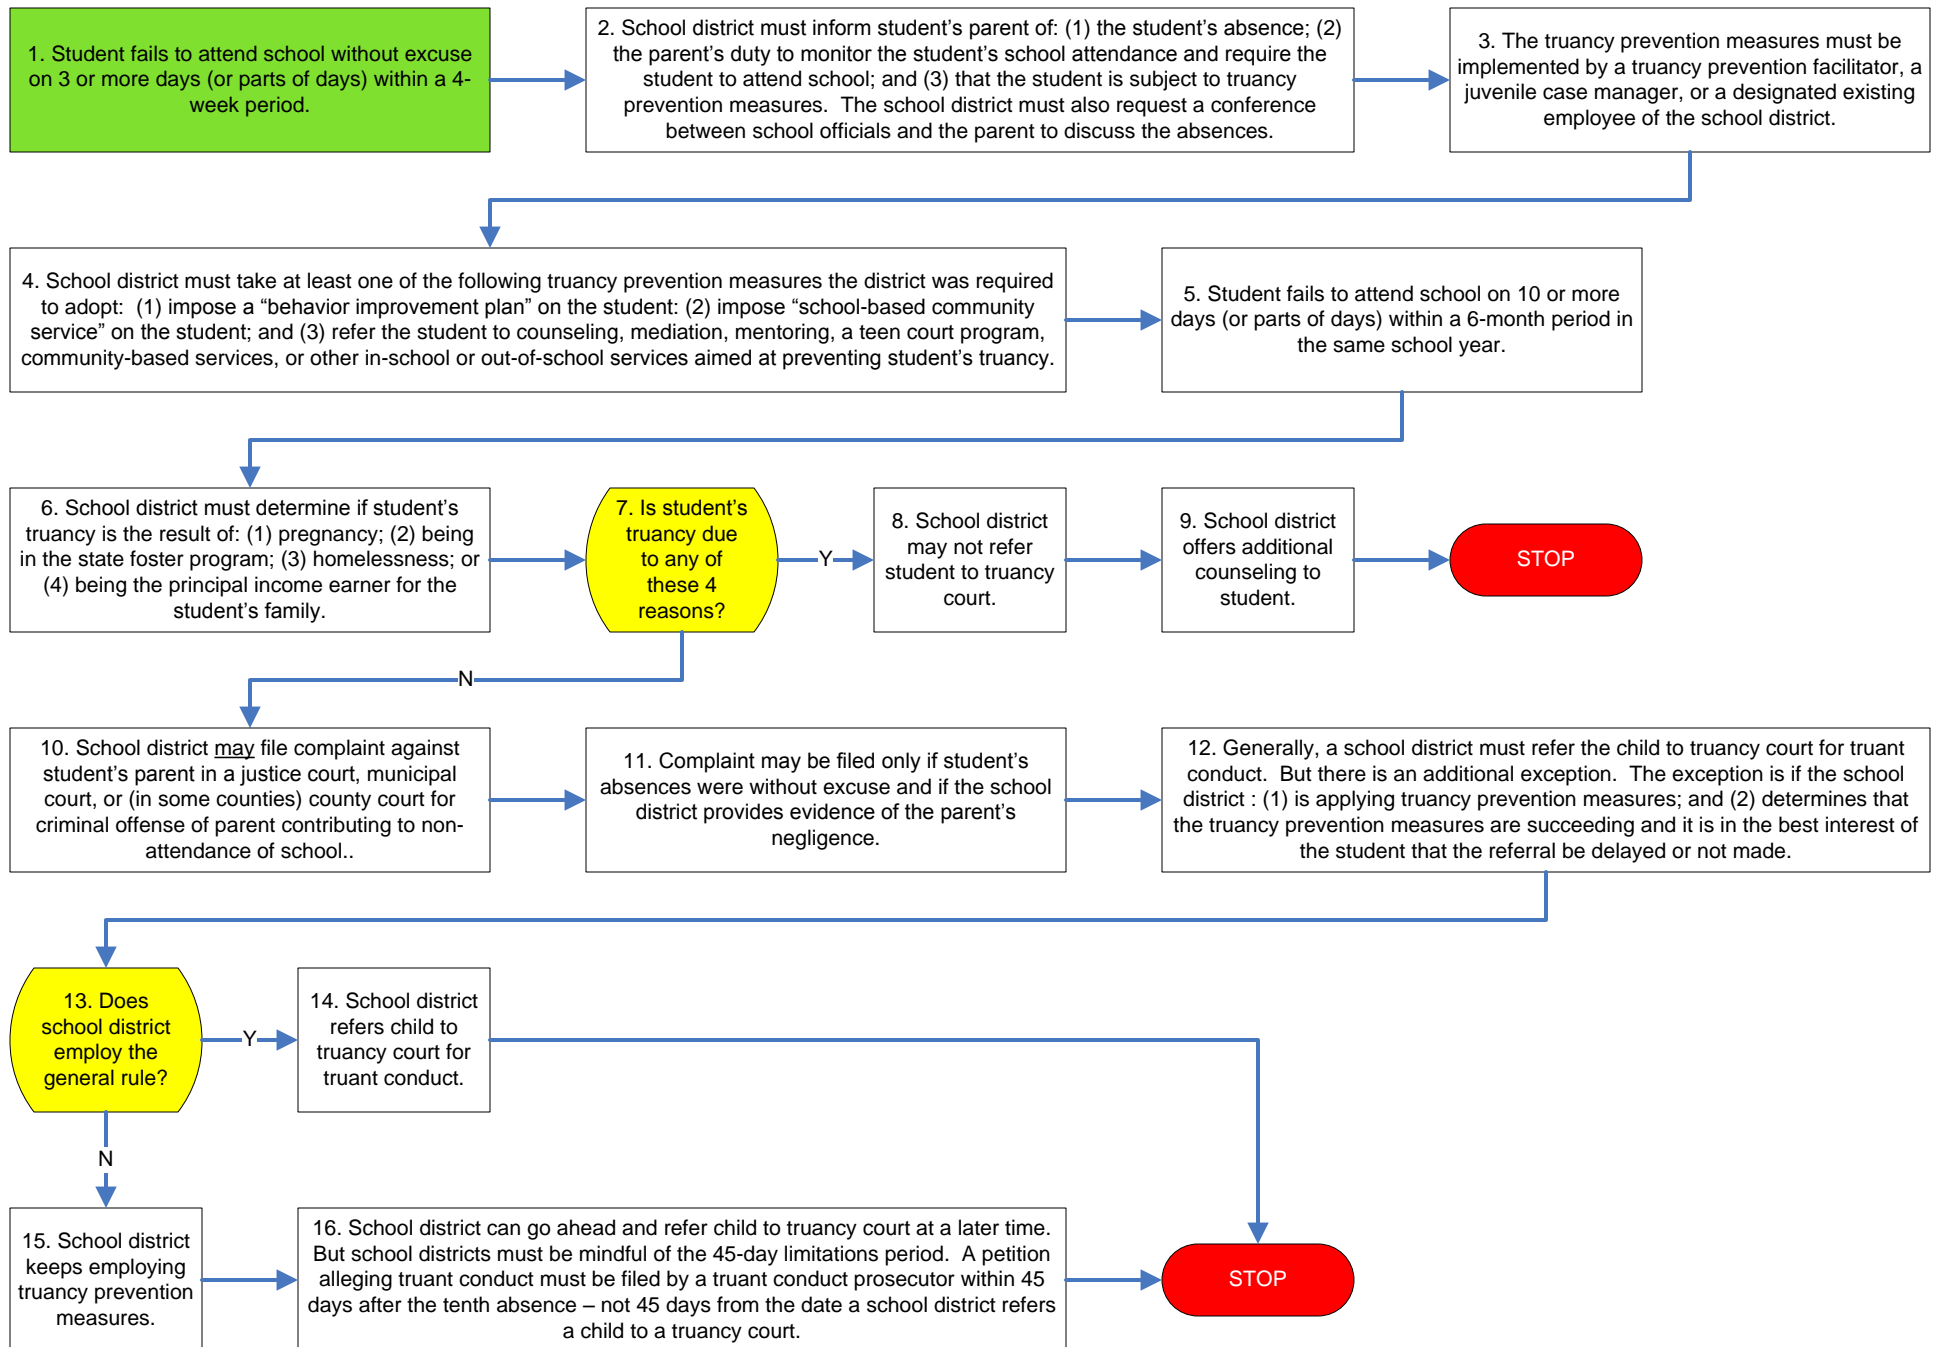 1. Student fails to attend school without excuse
on 3 or more days (or parts of days) within a 4-
week period.
2. School district must inform student’s parent of: (1) the student’s absence; (2)
the parent’s duty to monitor the student’s school attendance and require the
student to attend school; and (3) that the student is subject to truancy
prevention measures.  The school district must also request a conference
between school officials and the parent to discuss the absences.
3. The truancy prevention measures must be
implemented by a truancy prevention facilitator, a
juvenile case manager, or a designated existing
employee of the school district.
4. School district must take at least one of the following truancy prevention measures the district was required
to adopt:  (1) impose a “behavior improvement plan” on the student: (2) impose “school-based community
service” on the student; and (3) refer the student to counseling, mediation, mentoring, a teen court program,
community-based services, or other in-school or out-of-school services aimed at preventing student’s truancy.
5. Student fails to attend school on 10 or more
days (or parts of days) within a 6-month period in
the same school year.
6. School district must determine if student’s
truancy is the result of: (1) pregnancy; (2) being
in the state foster program; (3) homelessness; or
(4) being the principal income earner for the
student’s family.
7. Is student’s
truancy due
to any of
these 4
reasons?
Y
8. School district
may not refer
student to truancy
court.
9. School district
offers additional
counseling to
student.
STOP
N
10. School district may file complaint against
student’s parent in a justice court, municipal
court, or (in some counties) county court for
criminal offense of parent contributing to non-
attendance of school..
11. Complaint may be filed only if student’s
absences were without excuse and if the school
district provides evidence of the parent’s
negligence.
12. Generally, a school district must refer the child to truancy court for truant
conduct.  But there is an additional exception.  The exception is if the school
district : (1) is applying truancy prevention measures; and (2) determines that
the truancy prevention measures are succeeding and it is in the best interest of
the student that the referral be delayed or not made.
13. Does
school district
employ the
general rule?
Y
14. School district
refers child to
truancy court for
truant conduct.
N
15. School district
keeps employing
truancy prevention
measures.
16. School district can go ahead and refer child to truancy court at a later time.
But school districts must be mindful of the 45-day limitations period.  A petition
alleging truant conduct must be filed by a truant conduct prosecutor within 45
days after the tenth absence – not 45 days from the date a school district refers
a child to a truancy court.
STOP